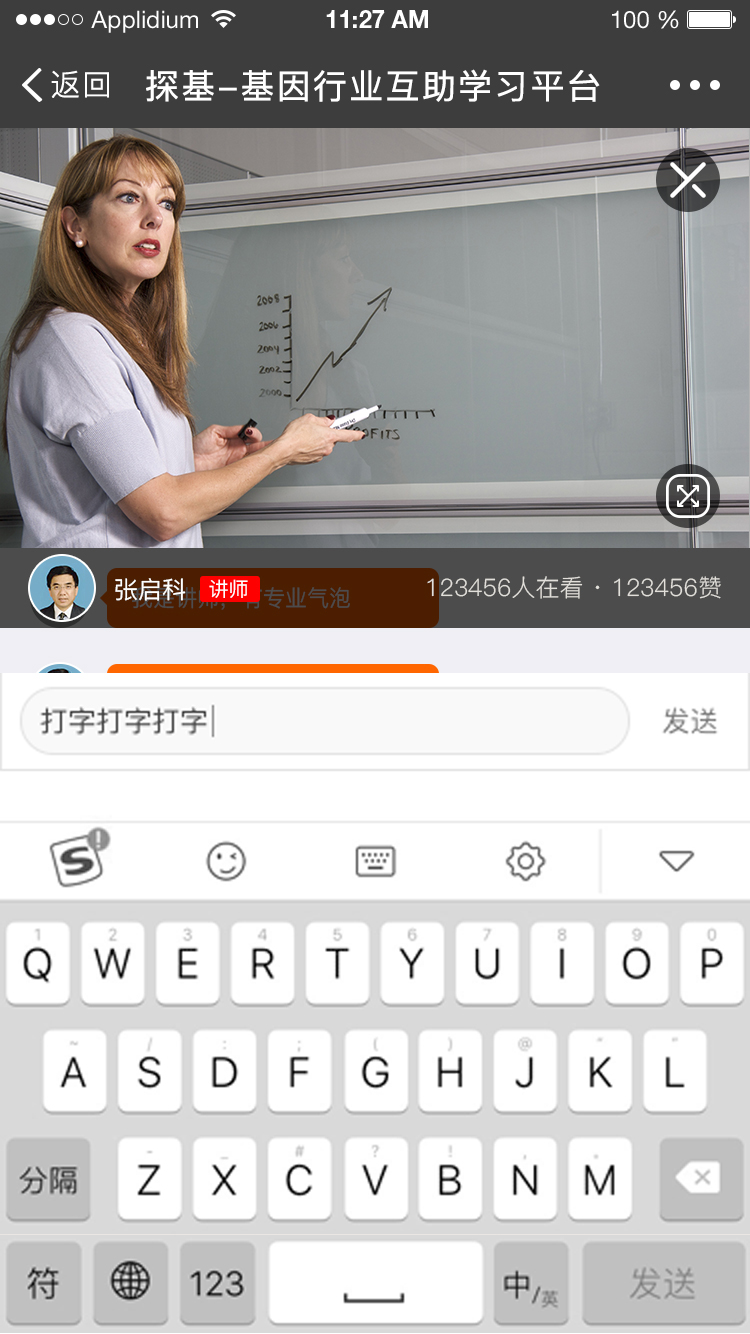 Applidium 11:27 AM 100 %
返回 探基-基因行业互助学习平台
2008
2006
2004
2002
2000
张启科 讲师 123456人在看 · 123456赞
我是讲师，有专业气泡
打字打字打字 发送
S !
1 2 3 4 5 6 7 8 9 0
Q W E R T Y U I O P
~ / : ; ( ) @ “ ”
A S D F G H J K L
分隔 - _ # ? ! , 。
Z X C V B N M
符 123 中/英 发送